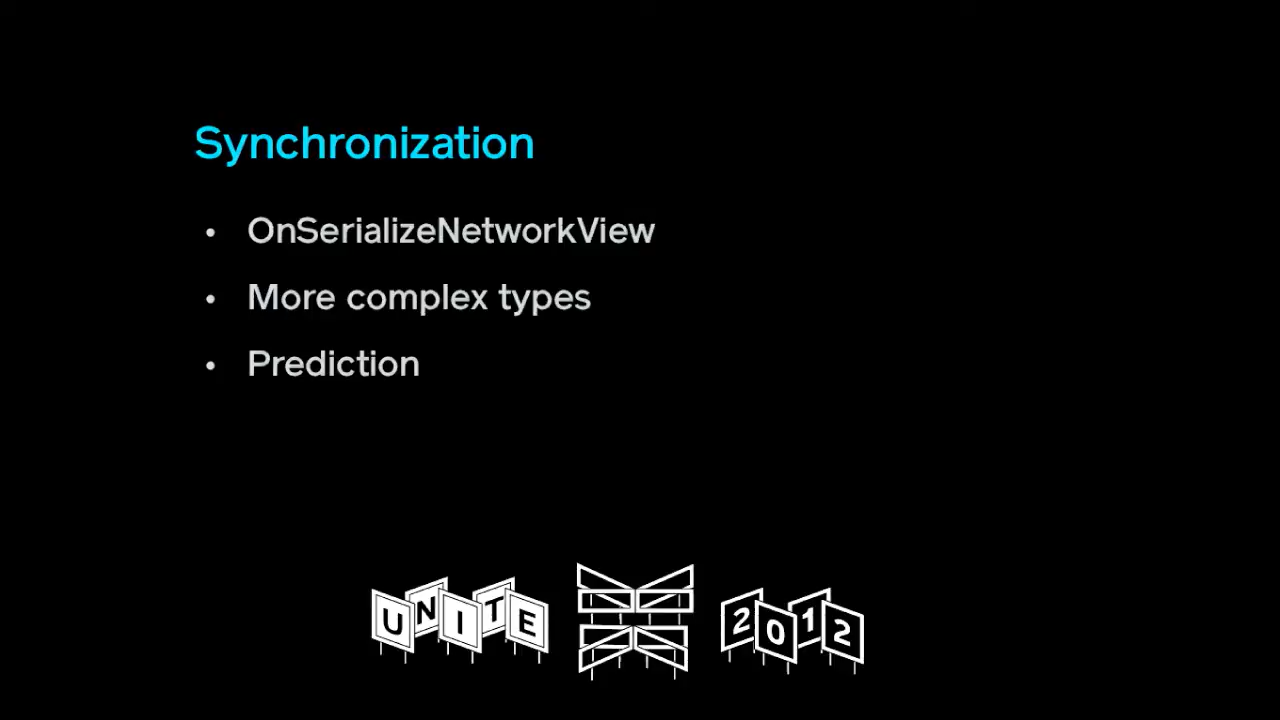 Synchronization
• OnSerializeNetworkView
• More complex types
• Prediction
UNITE 2012